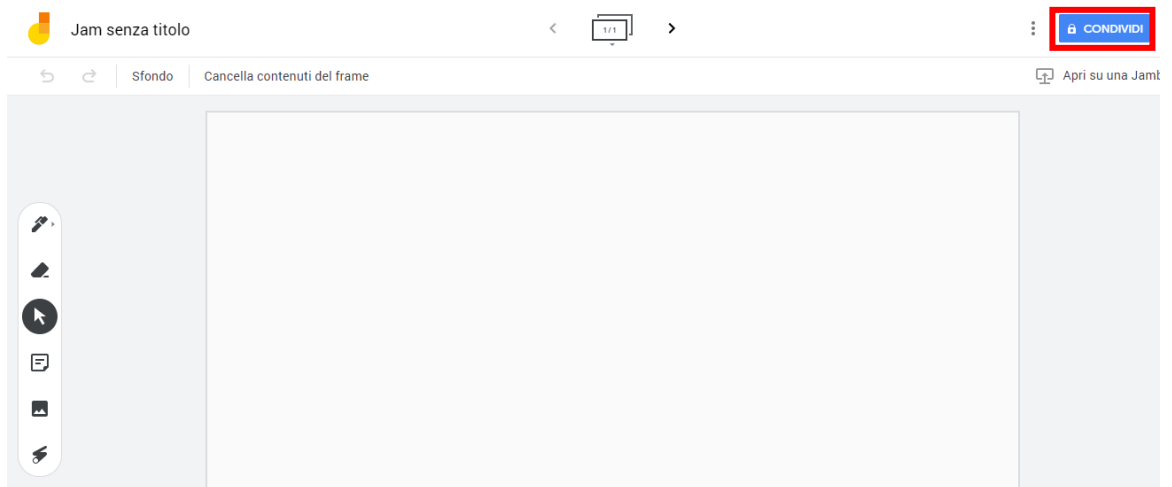 Jam senza titolo
1/1
CONDIVIDI
Sfondo
Cancella contenuti del frame
Apri su una Jamb